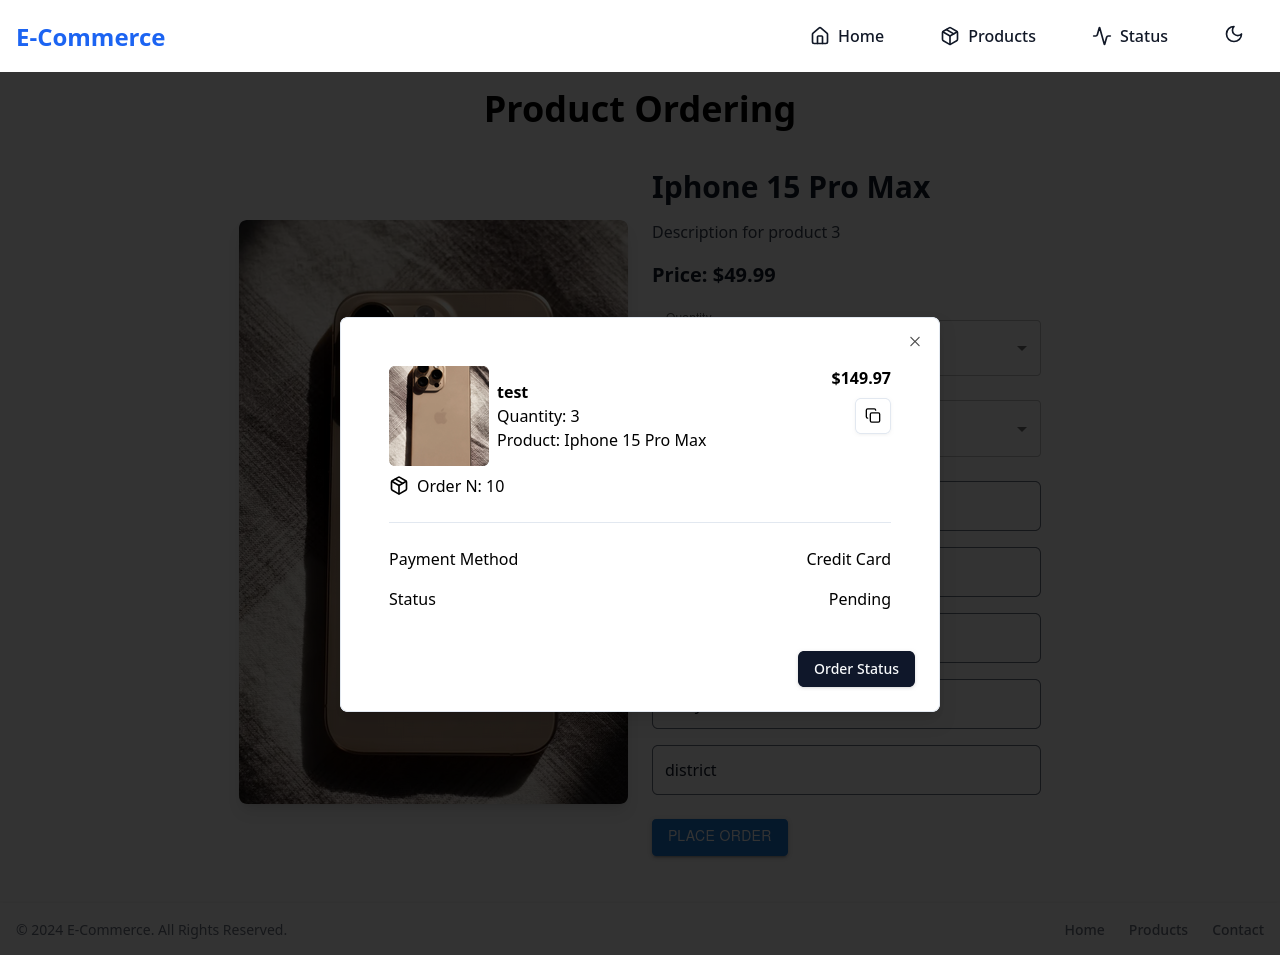 E-Commerce
Home
Products
Status
Product Ordering
Iphone 15 Pro Max
Description for product 3
Price: $49.99
Quantity
test
Quantity: 3
Product: Iphone 15 Pro Max
$149.97
Order N: 10
Payment Method
Credit Card
Status
Pending
Order Status
district
PLACE ORDER
© 2024 E-Commerce. All Rights Reserved.
Home
Products
Contact